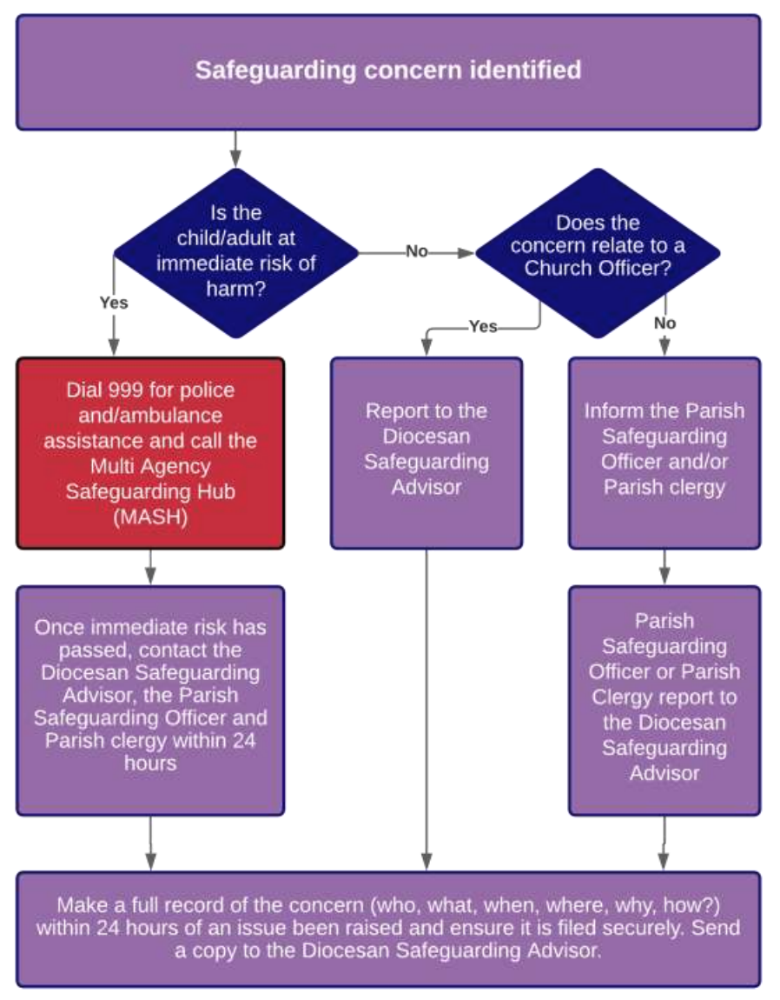 Safeguarding concern identified
Is the
child/adult at
immediate risk of
harm?
No
Does the
concern relate to a
Church Officer?
Yes
Yes
No
Dial 999 for police
and/ambulance
assistance and call the
Multi Agency
Safeguarding Hub
(MASH)
Report to the
Diocesan
Safeguarding
Advisor
Inform the Parish
Safeguarding
Officer and/or
Parish clergy
Once immediate risk has
passed, contact the
Diocesan Safeguarding
Advisor, the Parish
Safeguarding Officer and
Parish clergy within 24
hours
Parish
Safeguarding
Officer or Parish
Clergy report to
the Diocesan
Safeguarding
Advisor
Make a full record of the concern (who, what, when, where, why, how?)
within 24 hours of an issue been raised and ensure it is filed securely. Send
a copy to the Diocesan Safeguarding Advisor.